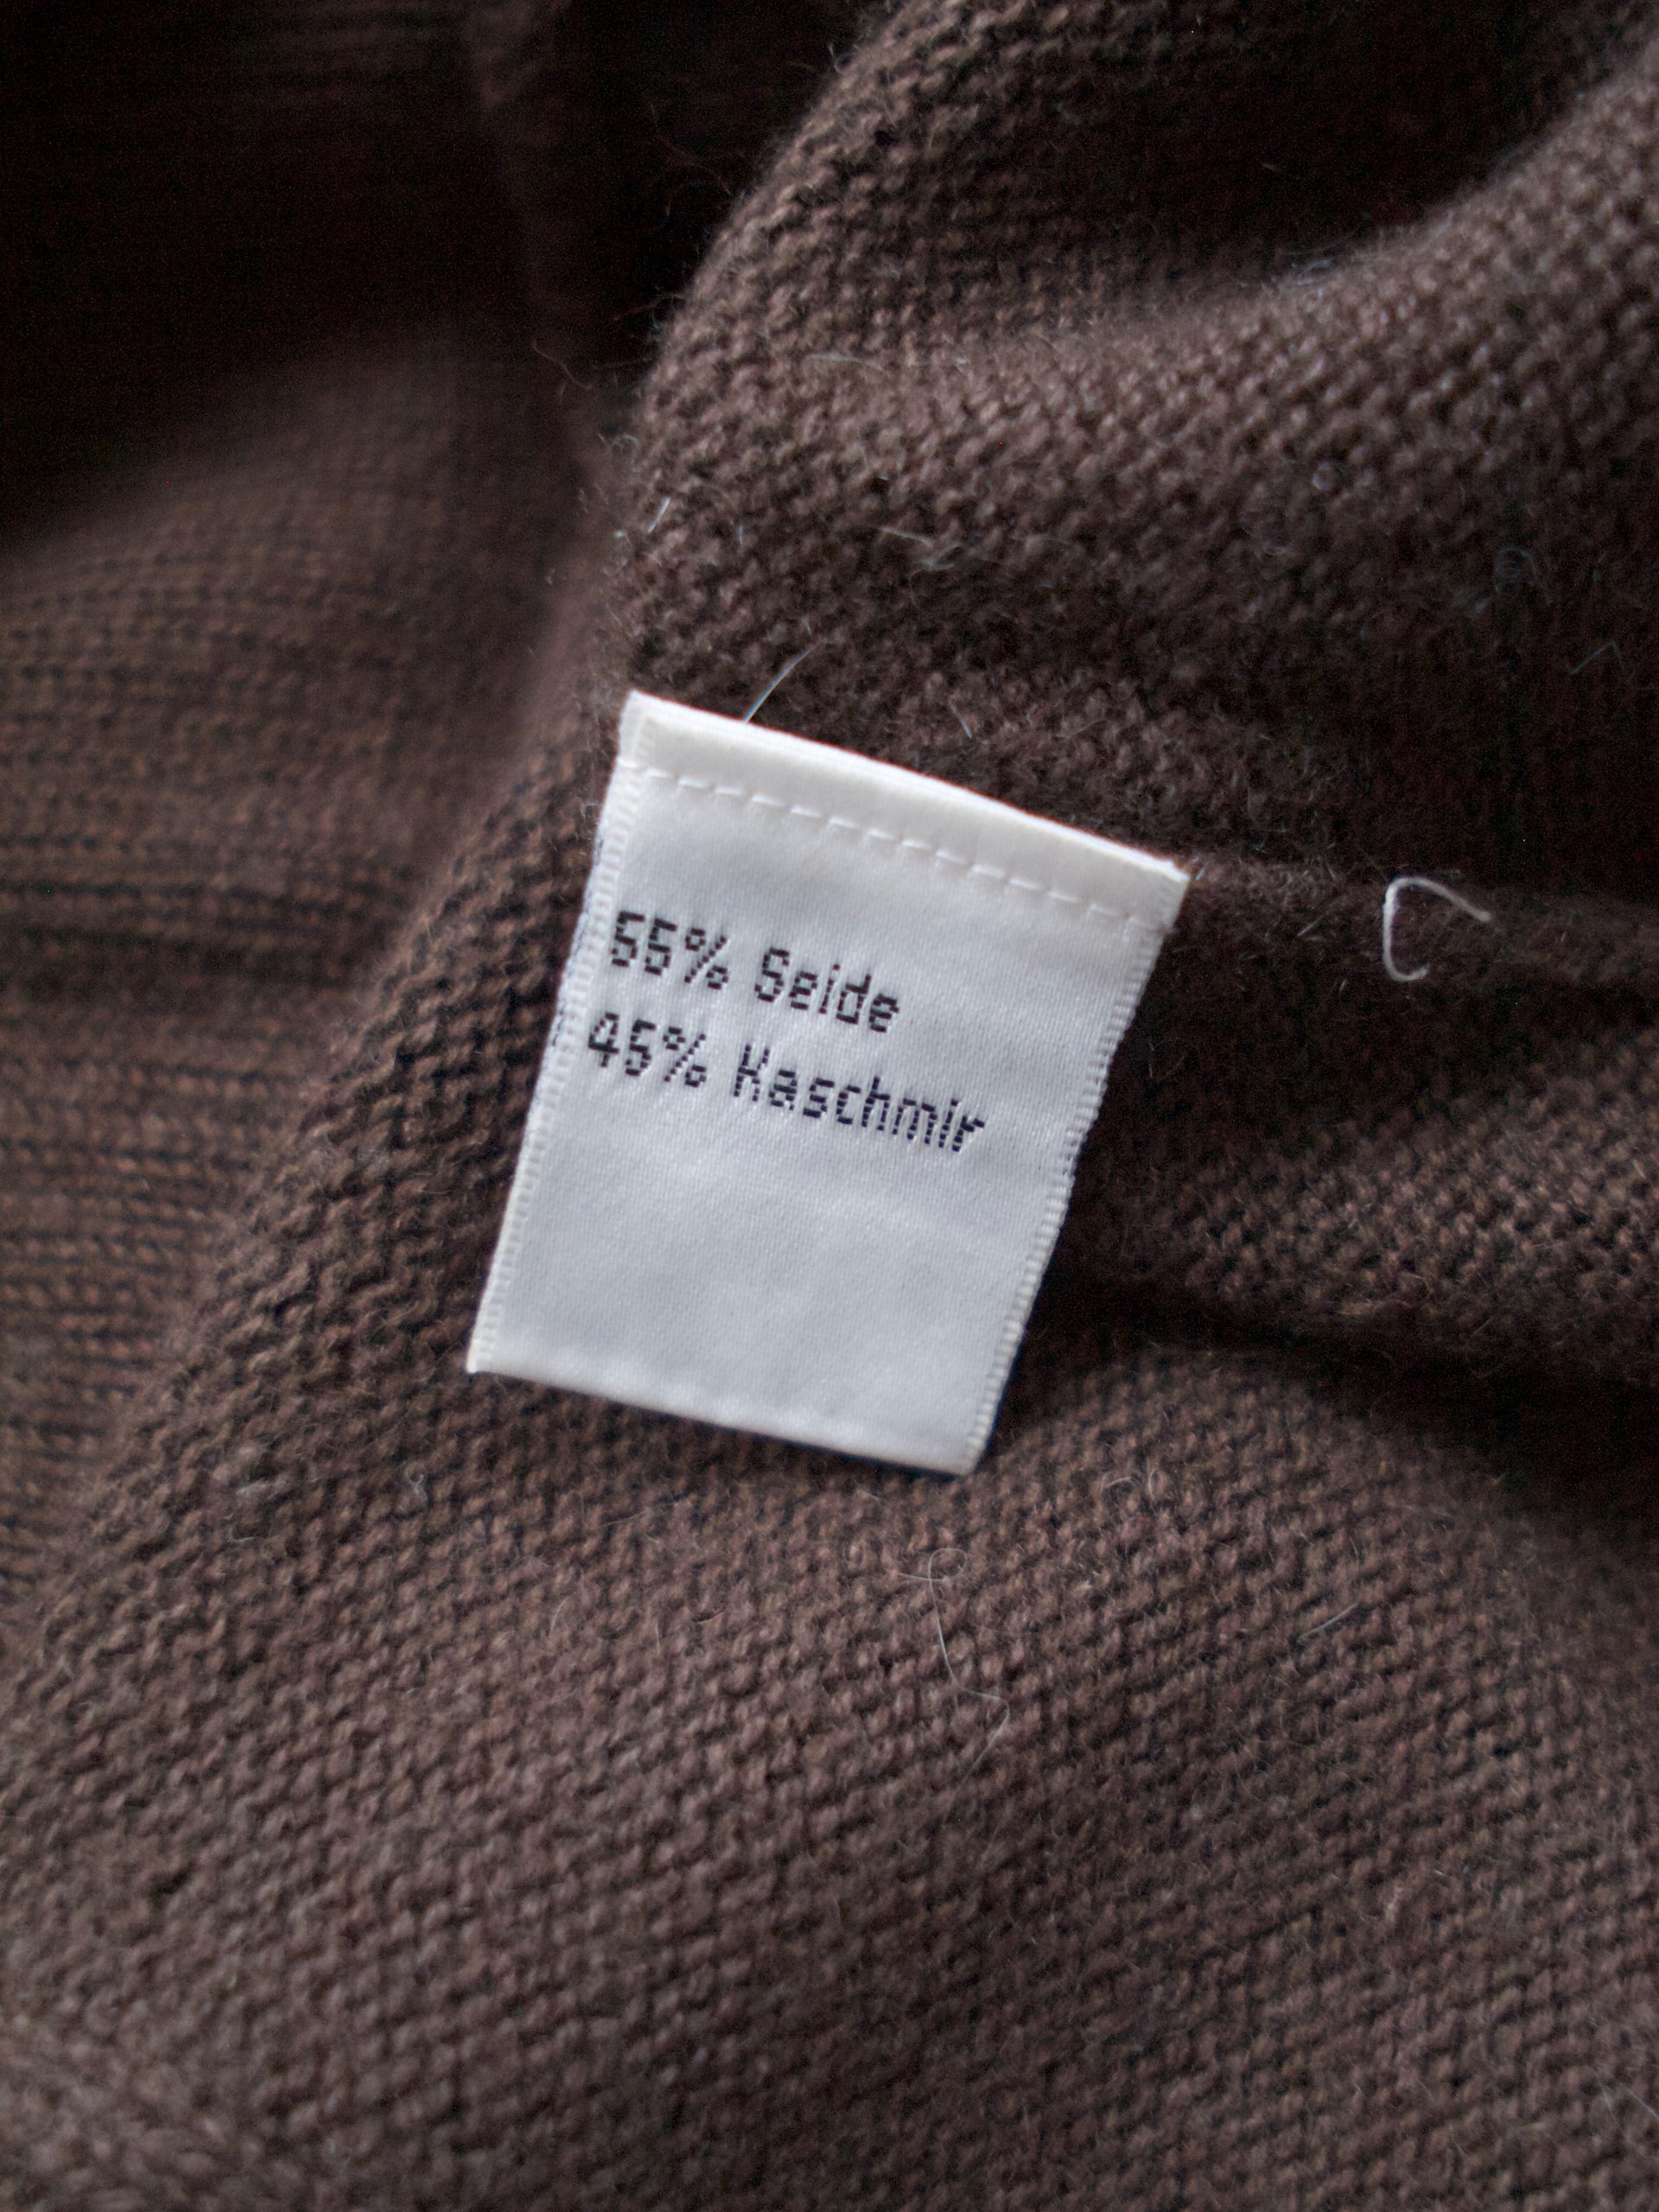 55% Seide
45% Kaschmir